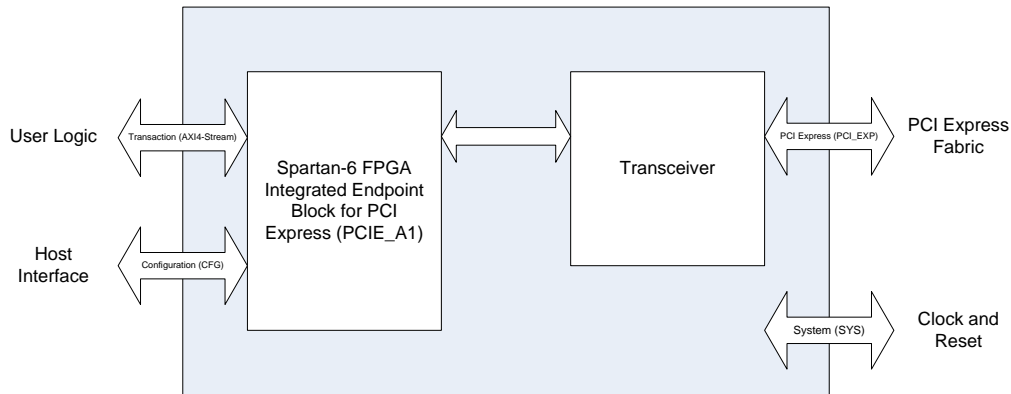 User Logic
Transaction (AXI4-Stream)
Spartan-6 FPGA
Integrated Endpoint
Block for PCI
Express (PCIE_A1)
Transceiver
PCI Express (PCI_EXP)
PCI Express
Fabric
Host
Interface
Configuration (CFG)
System (SYS)
Clock and
Reset